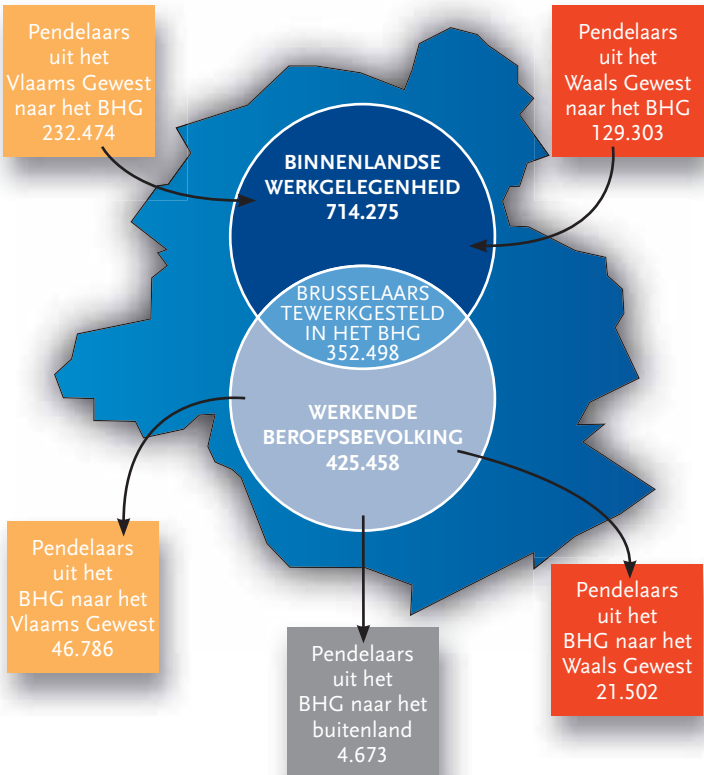 Pendelaars
uit het
Vlaams Gewest
naar het BHG
232.474
Pendelaars
uit het
Waals Gewest
naar het BHG
129.303
BINNENLANDSE
WERKGELEGENHEID
714.275
BRUSSELAARS
TEWERKGESTELD
IN HET BHG
352.498
WERKENDE
BEROEPSBEVOLKING
425.458
Pendelaars
uit het
BHG naar het
Vlaams Gewest
46.786
Pendelaars
uit het
BHG naar het
buitenland
4.673
Pendelaars
uit het
BHG naar het
Waals Gewest
21.502